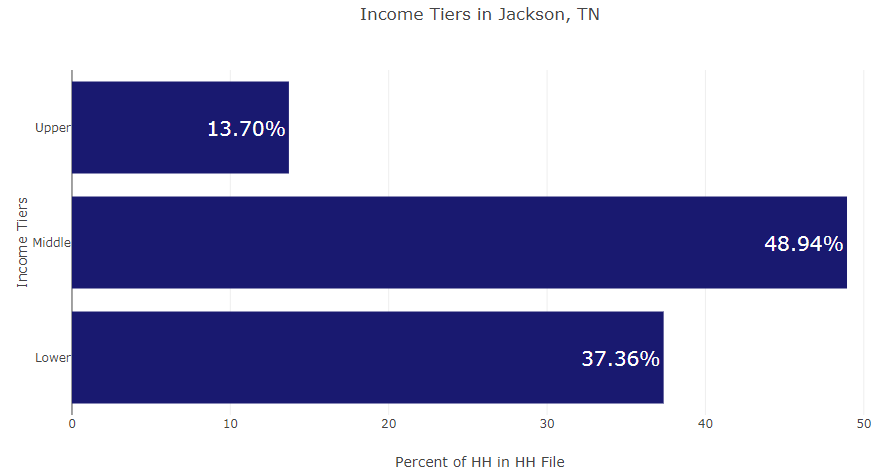 Income Tiers in Jackson, TN
Income Tiers
Upper
13.70%
Middle
48.94%
Lower
37.36%
0 10 20 30 40 50
Percent of HH in HH File